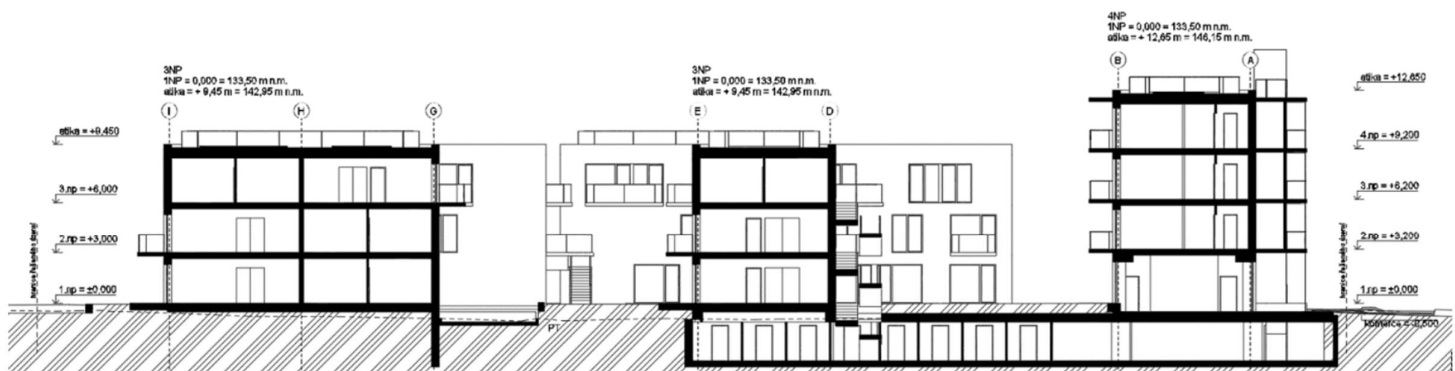 4NP
1NP = 0,000 = 133,50 m n.m.
atika = + 12,65 m = 146,15 m n.m.
3NP
1NP = 0,000 = 133,50 m n.m.
atika = + 9,45 m = 142,95 m n.m.
3NP
1NP = 0,000 = 133,50 m n.m.
atika = + 9,45 m = 142,95 m n.m.
B
A
I
H
G
E
D
atika = +9,450
3.np = +6,000
2.np = +3,000
1.np = ±0,000
atika = +12,650
4.np = +9,200
3.np = +6,200
2.np = +3,200
1.np = ±0,000
PT